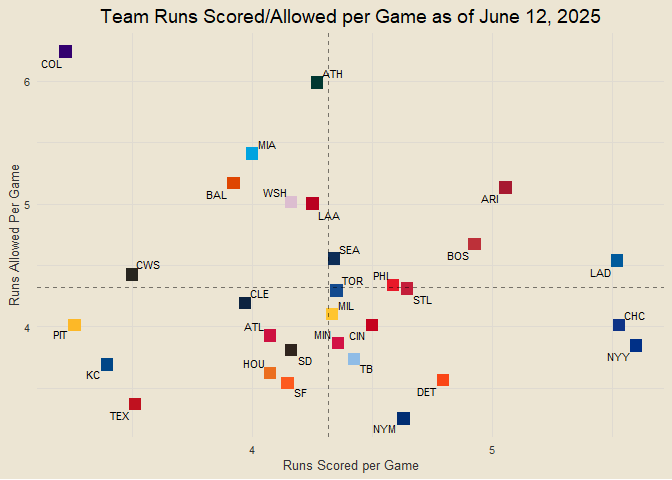 Team Runs Scored/Allowed per Game as of June 12, 2025
COL
ATH
6
MIA
BAL
WSH
ARI
5
LAA
SEA
BOS
CWS
PHI
LAD
TOR
STL
CLE
MIL
CHC
4
PIT
ATL
MIN
CIN
NYY
SD
KC
HOU
TB
SF
DET
TEX
NYM
4
5
Runs Scored per Game
Runs Allowed Per Game